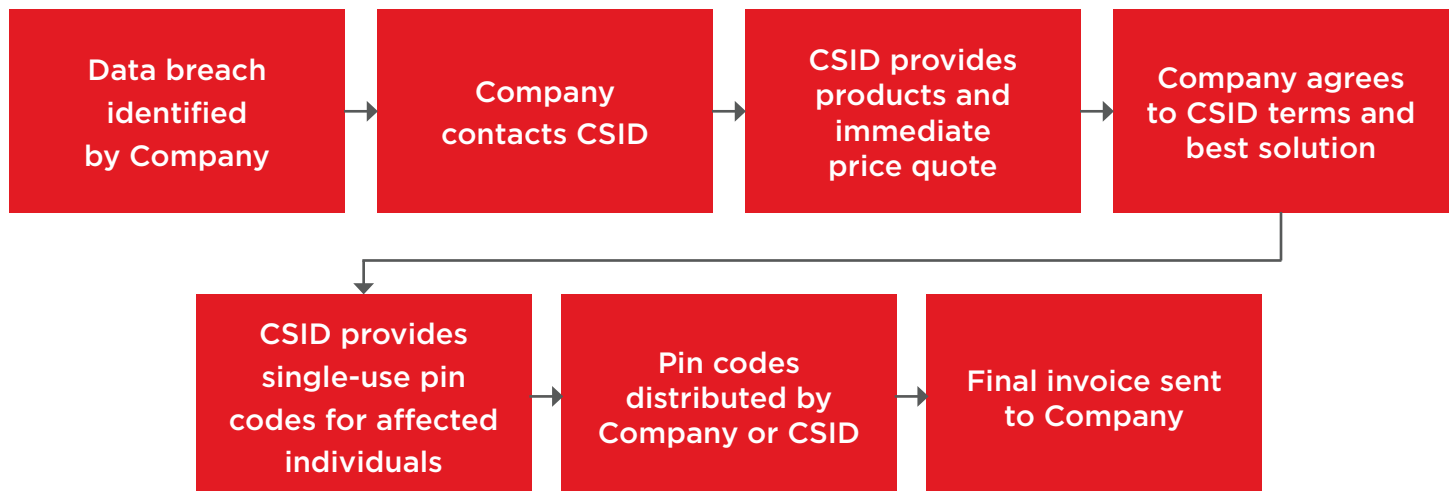 Data breach
identified
by Company
Company
contacts CSID
CSID provides
products and
immediate
price quote
Company agrees
to CSID terms and
best solution
CSID provides
single-use pin
codes for affected
individuals
Pin codes
distributed by
Company or CSID
Final invoice sent
to Company